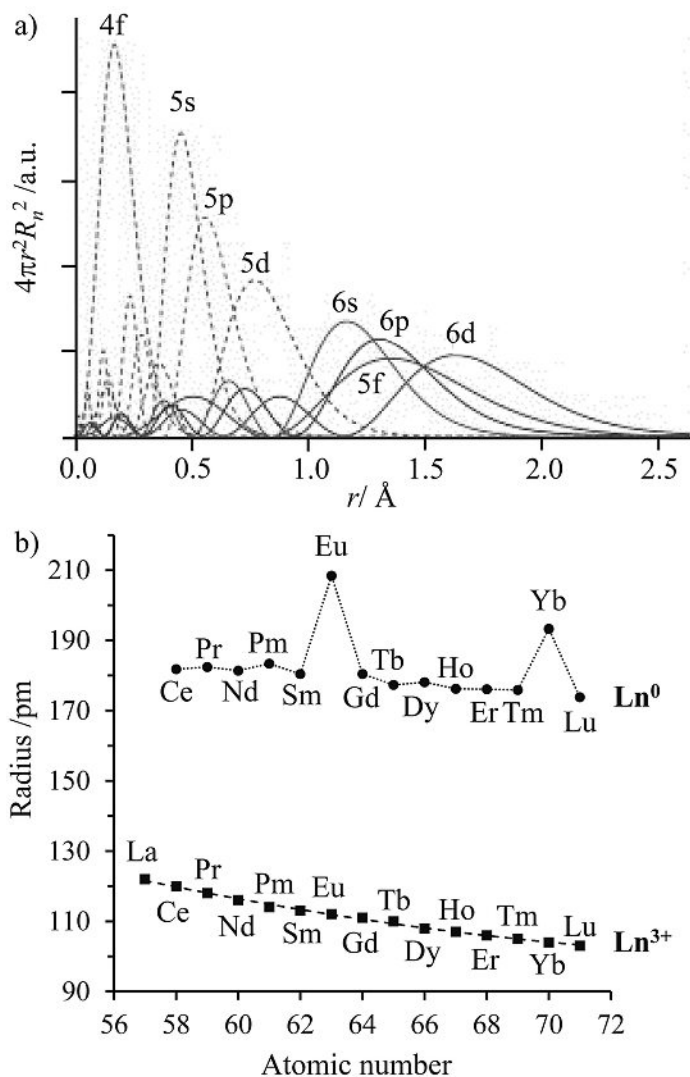 a)
4f
5s
5p
5d
6s
6p
6d
5f
4πr²Rₙ² /a.u.
0.0 0.5 1.0 1.5 2.0 2.5
r/ Å
b)
Radius /pm
210
190
170
150
130
110
90
Eu
Yb
Pr Pm Tb Ho
Ce Nd Sm Gd Dy Er Tm Lu
Ln⁰
La
Pr Pm Eu Tb Ho Tm Lu
Ce Nd Sm Gd Dy Er Yb
Ln³⁺
56 58 60 62 64 66 68 70 72
Atomic number